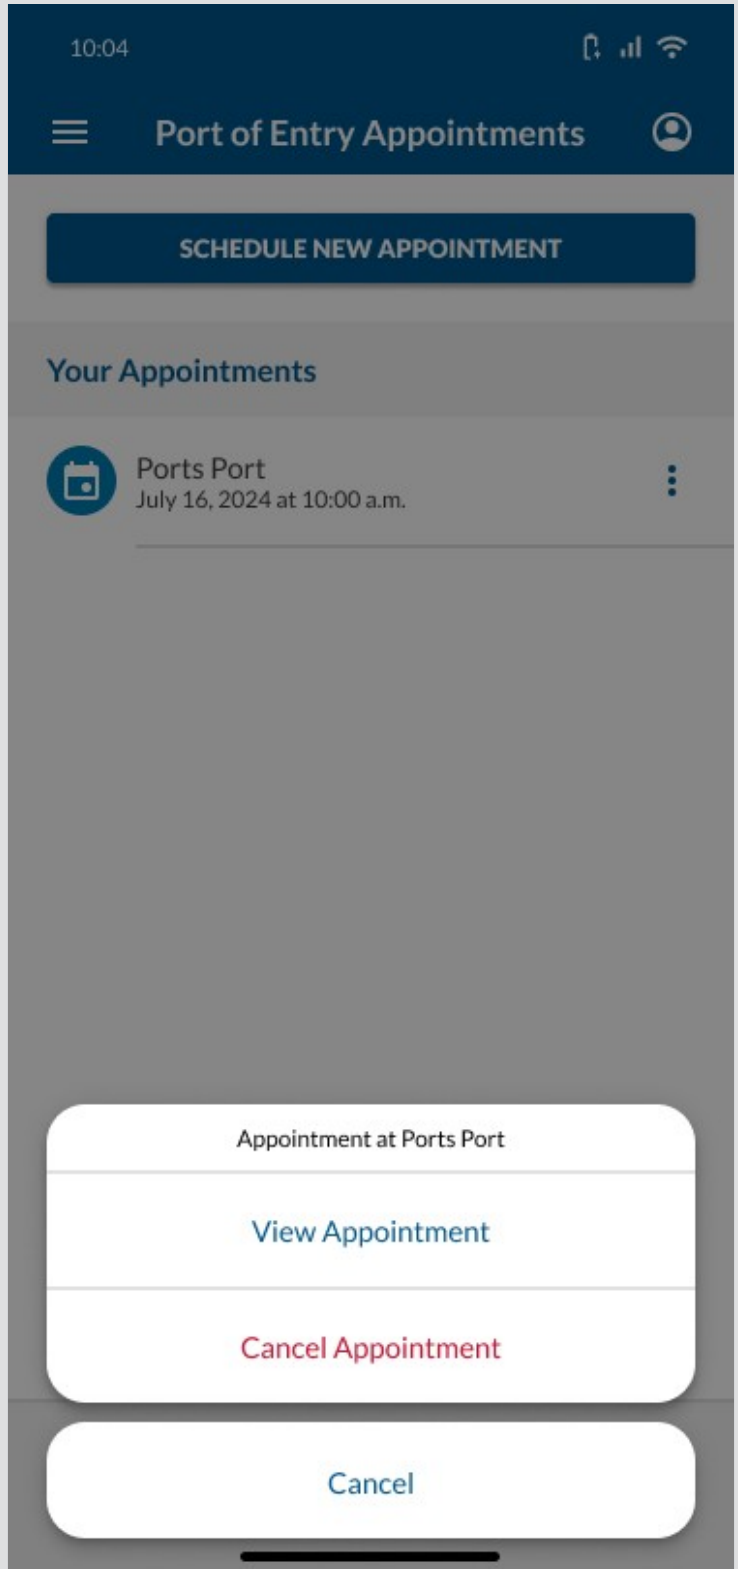 10:04
Port of Entry Appointments
SCHEDULE NEW APPOINTMENT
Your Appointments
Ports Port
July 16, 2024 at 10:00 a.m.
Appointment at Ports Port
View Appointment
Cancel Appointment
Cancel